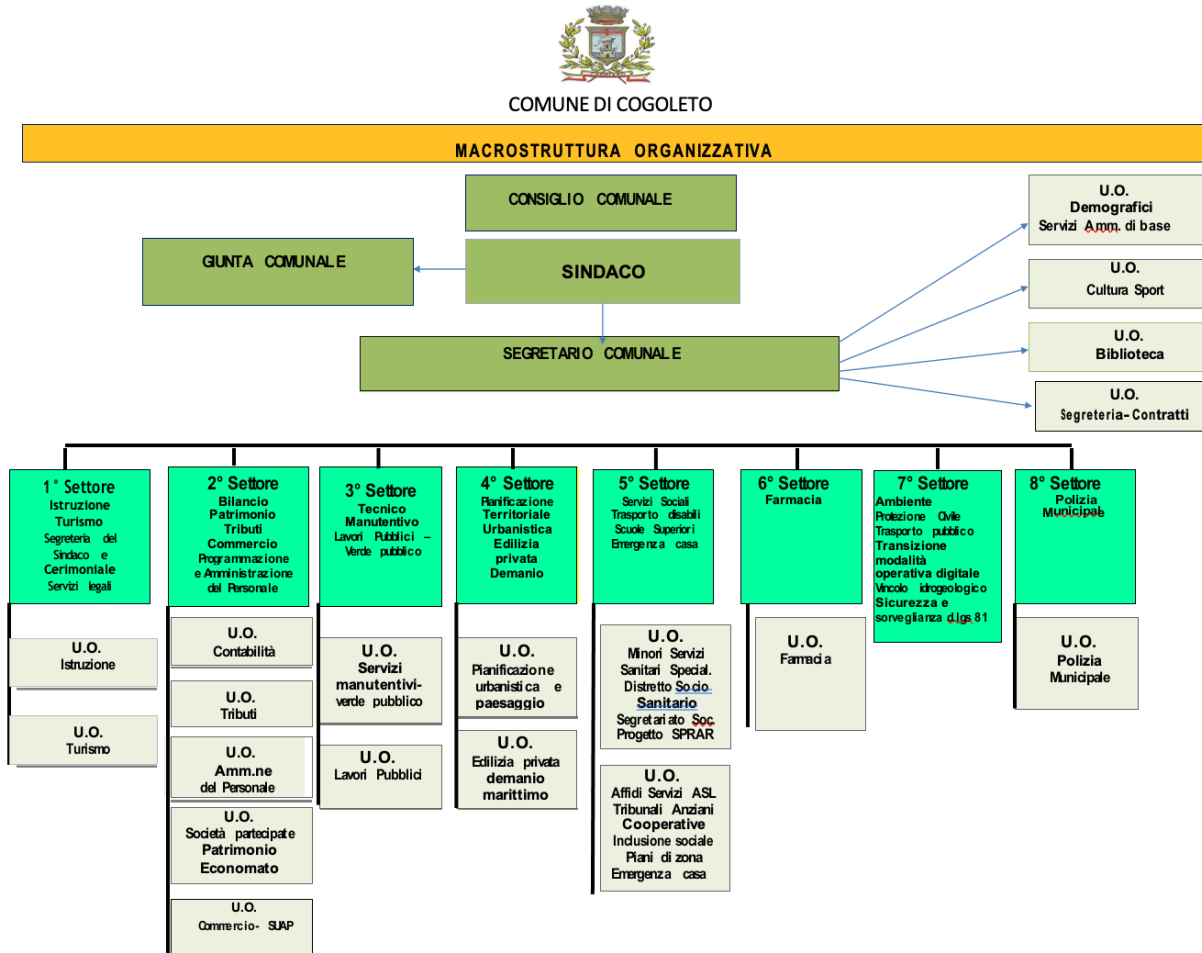 COMUNE DI COGOLETO
MACROSTRUTTURA ORGANIZZATIVA
CONSIGLIO COMUNALE
GIUNTA COMUNALE
SINDACO
SEGRETARIO COMUNALE
U.O.
Demografici
Servizi Amm. di base
U.O.
Cultura Sport
U.O.
Biblioteca
U.O.
Segreteria-Contratti
1° Settore
Istruzione
Turismo
Segreteria del
Sindaco e
Cerimoniale
Servizi legali
U.O.
Istruzione
U.O.
Turismo
2° Settore
Bilancio
Patrimonio
Tributi
Commercio
Programmazione
e Amministrazione
del Personale
U.O.
Contabilità
U.O.
Tributi
U.O.
Amm.ne
del Personale
U.O.
Società partecipate
Patrimonio
Economato
U.O.
Commercio- SUAP
3° Settore
Tecnico
Manutentivo
Lavori Pubblici –
Verde pubblico
U.O.
Servizi
manutentivi-
verde pubblico
U.O.
Lavori Pubblici
4° Settore
Pianificazione
Territoriale
Urbanistica
Edilizia
privata
Demanio
U.O.
Pianificazione
urbanistica e
paesaggio
U.O.
Edilizia privata
demanio
marittimo
5° Settore
Servizi Sociali
Trasporto disabili
Scuole Superiori
Emergenza casa
U.O.
Minori Servizi
Sanitari Special.
Distretto Socio-
Sanitario
Segretariato Soc.
Progetto SPRAR
U.O.
Affidi Servizi ASL
Tribunali Anziani
Cooperative
Inclusione sociale
Piani di zona
Emergenza casa
6° Settore
Farmacia
U.O.
Farmacia
7° Settore
Ambiente
Protezione Civile
Trasporto pubblico
Transizione
modalità
operativa digitale
Vincolo idrogeologico
Sicurezza e
sorveglianza d.lgs 81
8° Settore
Polizia
Municipale
U.O.
Polizia
Municipale